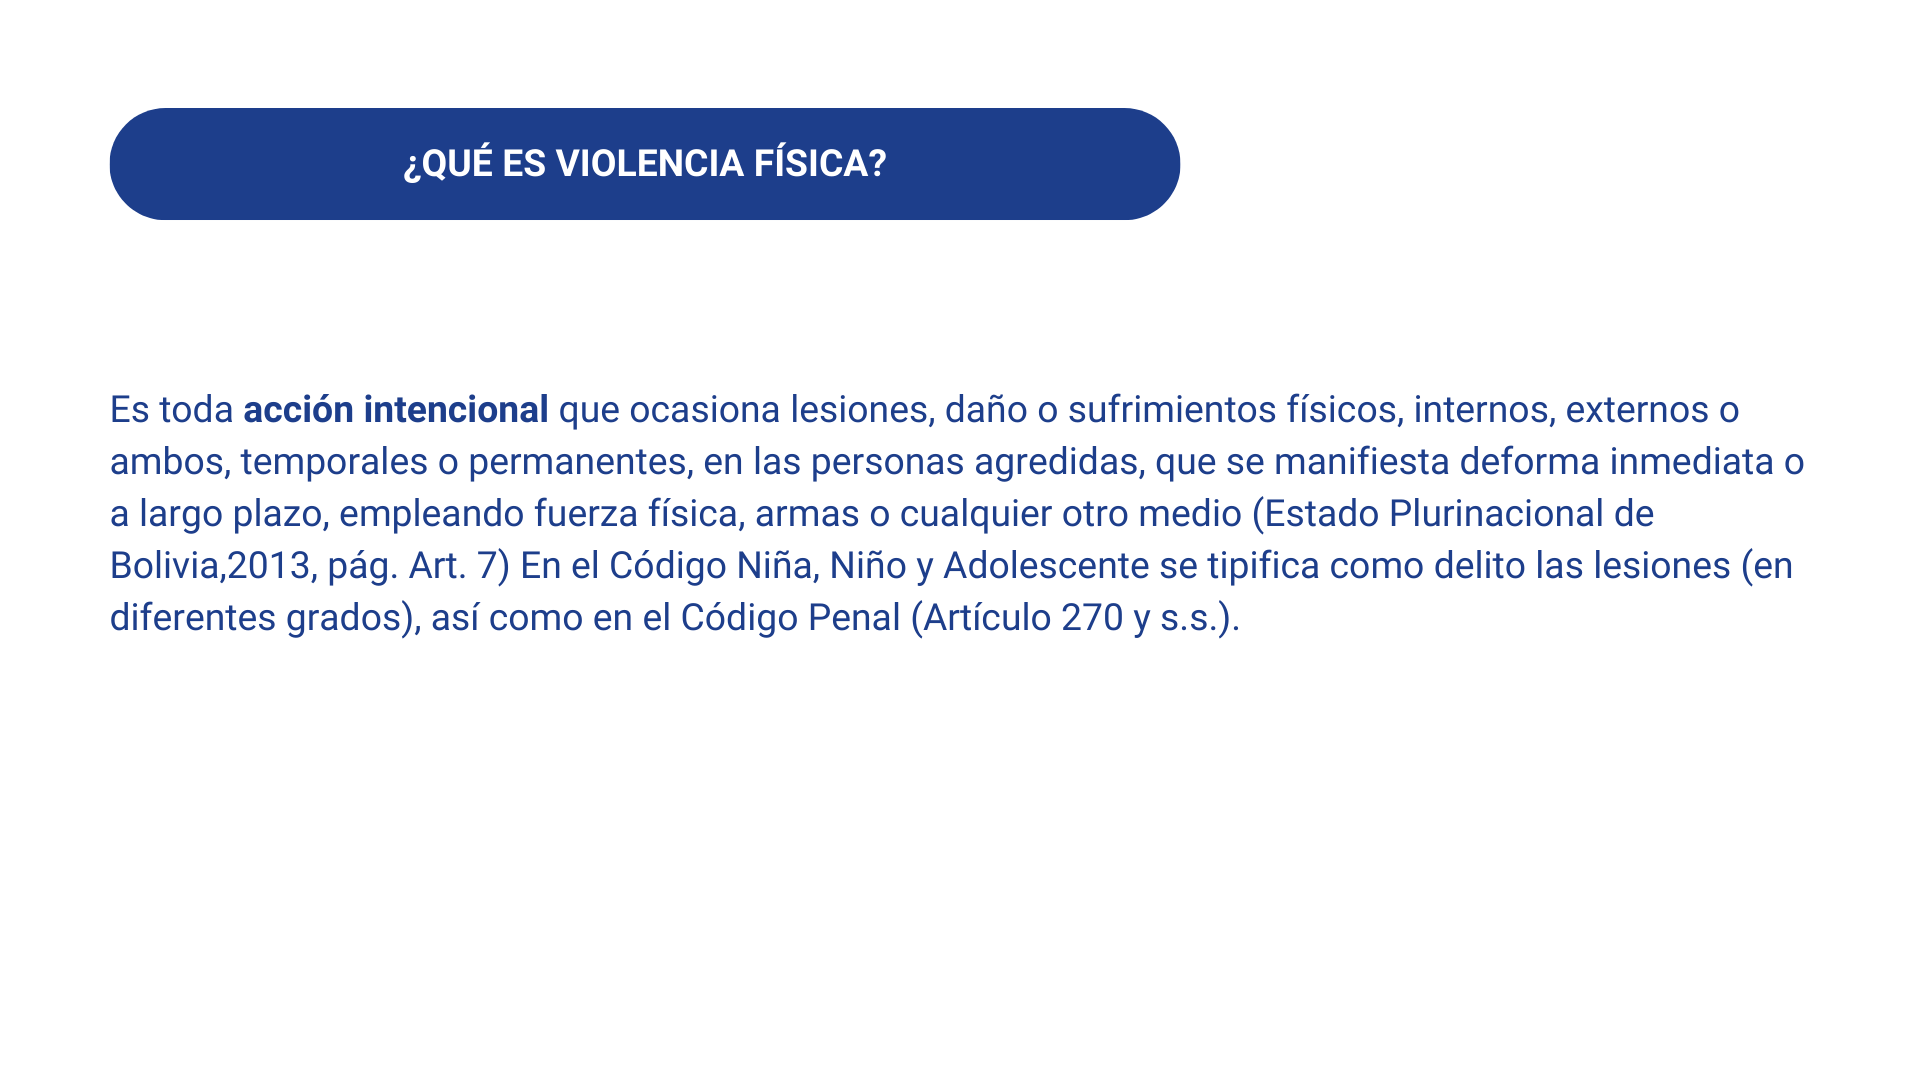 ¿QUÉ ES VIOLENCIA FÍSICA?
Es toda acción intencional que ocasiona lesiones, daño o sufrimientos físicos, internos, externos o
ambos, temporales o permanentes, en las personas agredidas, que se manifiesta deforma inmediata o
a largo plazo, empleando fuerza física, armas o cualquier otro medio (Estado Plurinacional de
Bolivia,2013, pág. Art. 7) En el Código Niña, Niño y Adolescente se tipifica como delito las lesiones (en
diferentes grados), así como en el Código Penal (Artículo 270 y s.s.).